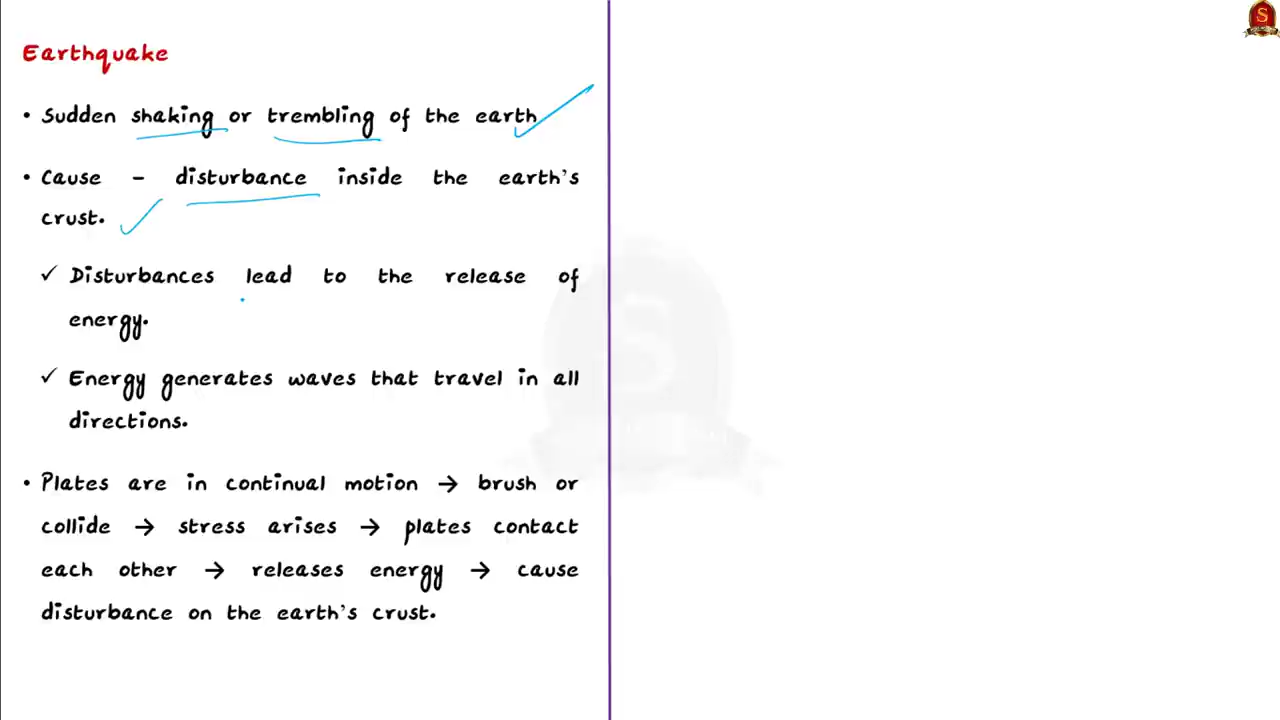 Earthquake
• Sudden shaking or trembling of the earth
• Cause – disturbance inside the earth's
crust.
✓ Disturbances lead to the release of
energy.
✓ Energy generates waves that travel in all
directions.
• Plates are in continual motion → brush or
collide → stress arises → plates contact
each other → releases energy → cause
disturbance on the earth's crust.
S
S